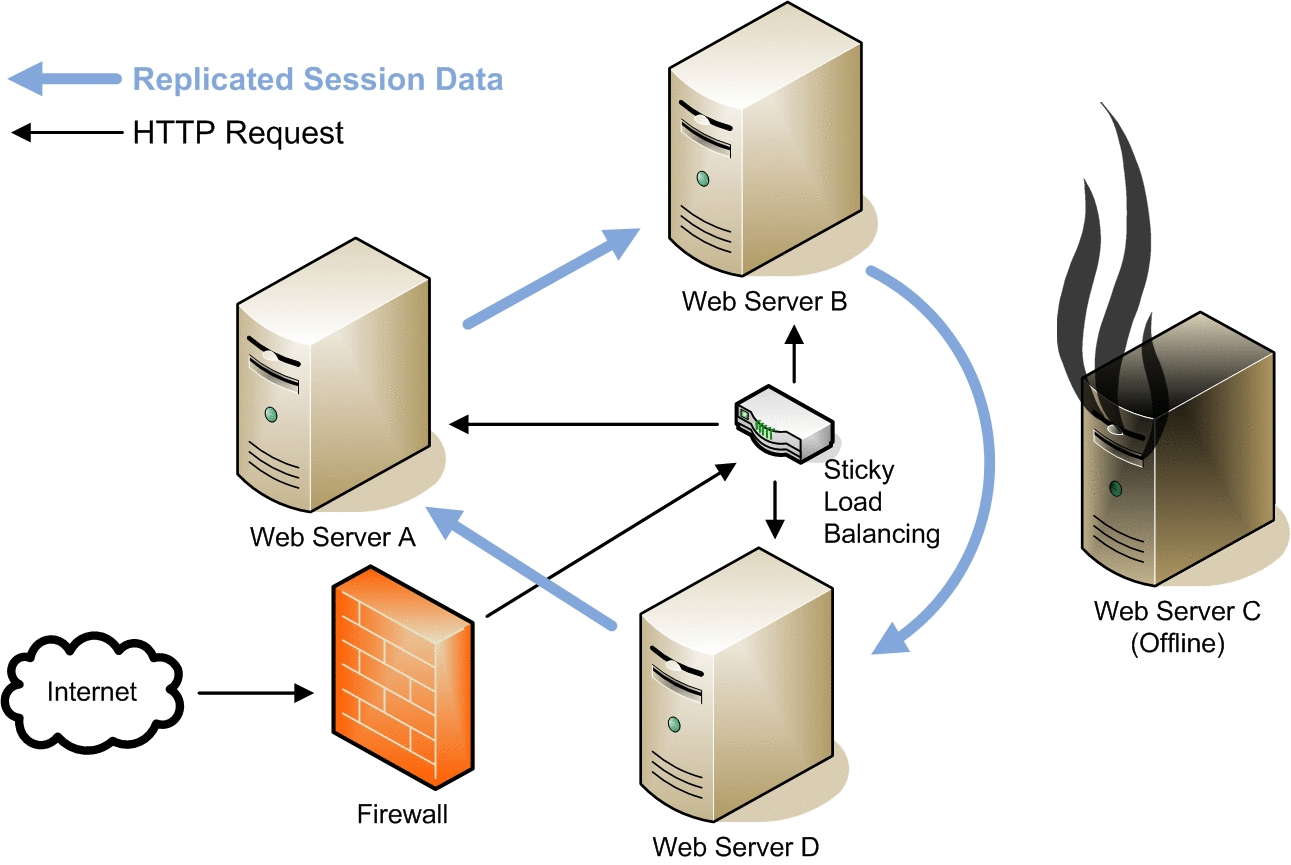 Replicated Session Data
HTTP Request
Web Server B
Sticky
Load
Balancing
Web Server A
Web Server C
(Offline)
Internet
Firewall
Web Server D